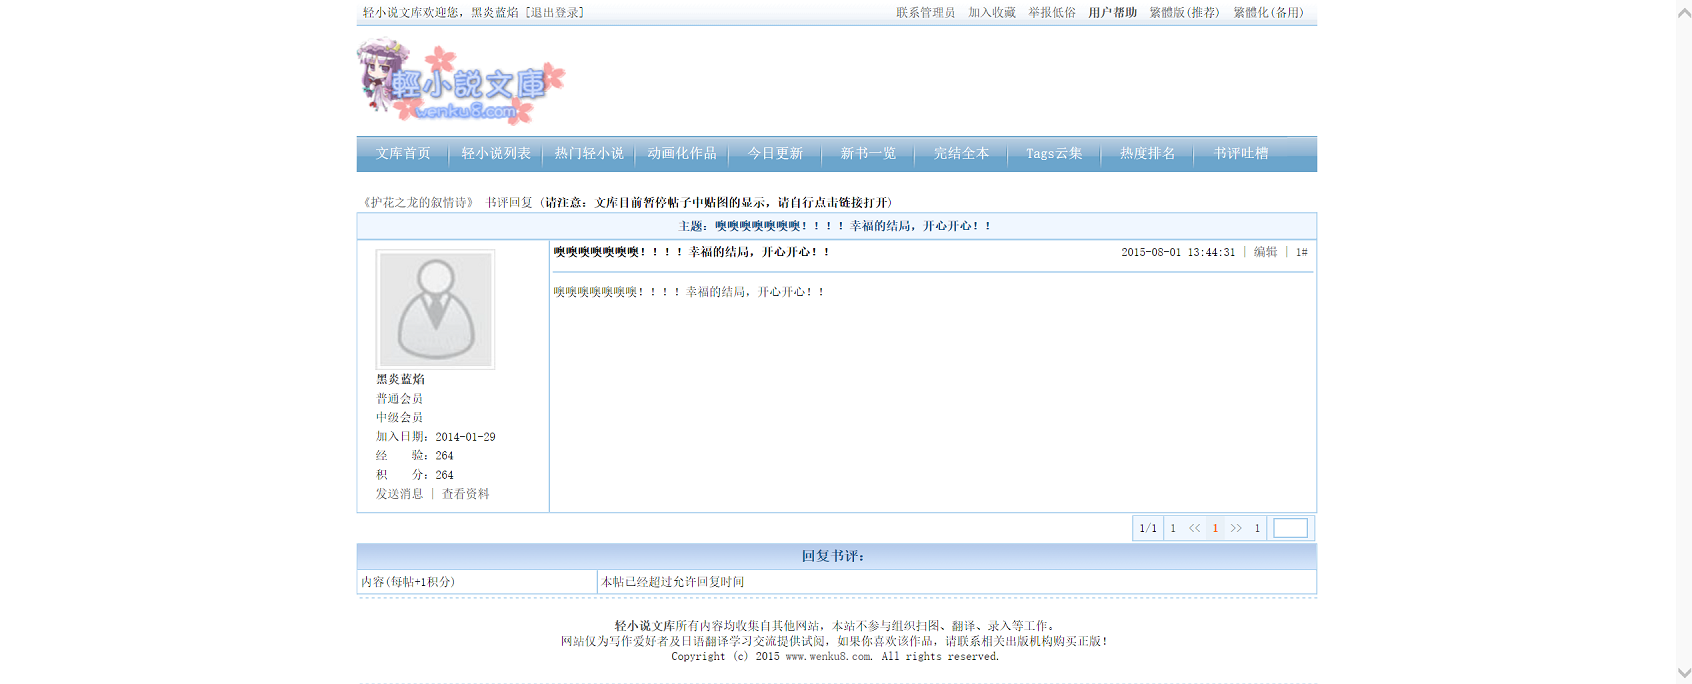 轻小说文库欢迎您，黑炎蓝焰 [退出登录]
联系管理员 加入收藏 举报低俗 用户帮助 繁體版(推荐) 繁體化(备用)
輕小説文庫
wenku8.com
文库首页 轻小说列表 热门轻小说 动画化作品 今日更新 新书一览 完结全本 Tags云集 热度排名 书评吐槽
《护花之龙的叙情诗》 书评回复 (请注意：文库目前暂停帖子中贴图的显示，请自行点击链接打开)
主题：噢噢噢噢噢噢噢！！！！幸福的结局，开心开心！！
噢噢噢噢噢噢噢！！！！幸福的结局，开心开心！！ 2015-08-01 13:44:31 | 编辑 | 1#
噢噢噢噢噢噢噢！！！！幸福的结局，开心开心！！
黑炎蓝焰
普通会员
中级会员
加入日期：2014-01-29
经　　验：264
积　　分：264
发送消息 | 查看资料
1/1 1 << 1 >> 1
回复书评：
内容(每帖+1积分) 本帖已经超过允许回复时间
轻小说文库所有内容均收集自其他网站，本站不参与组织扫图、翻译、录入等工作。
网站仅为写作爱好者及日语翻译学习交流提供试阅，如果你喜欢该作品，请联系相关出版机构购买正版！
Copyright (c) 2015 www.wenku8.com. All rights reserved.